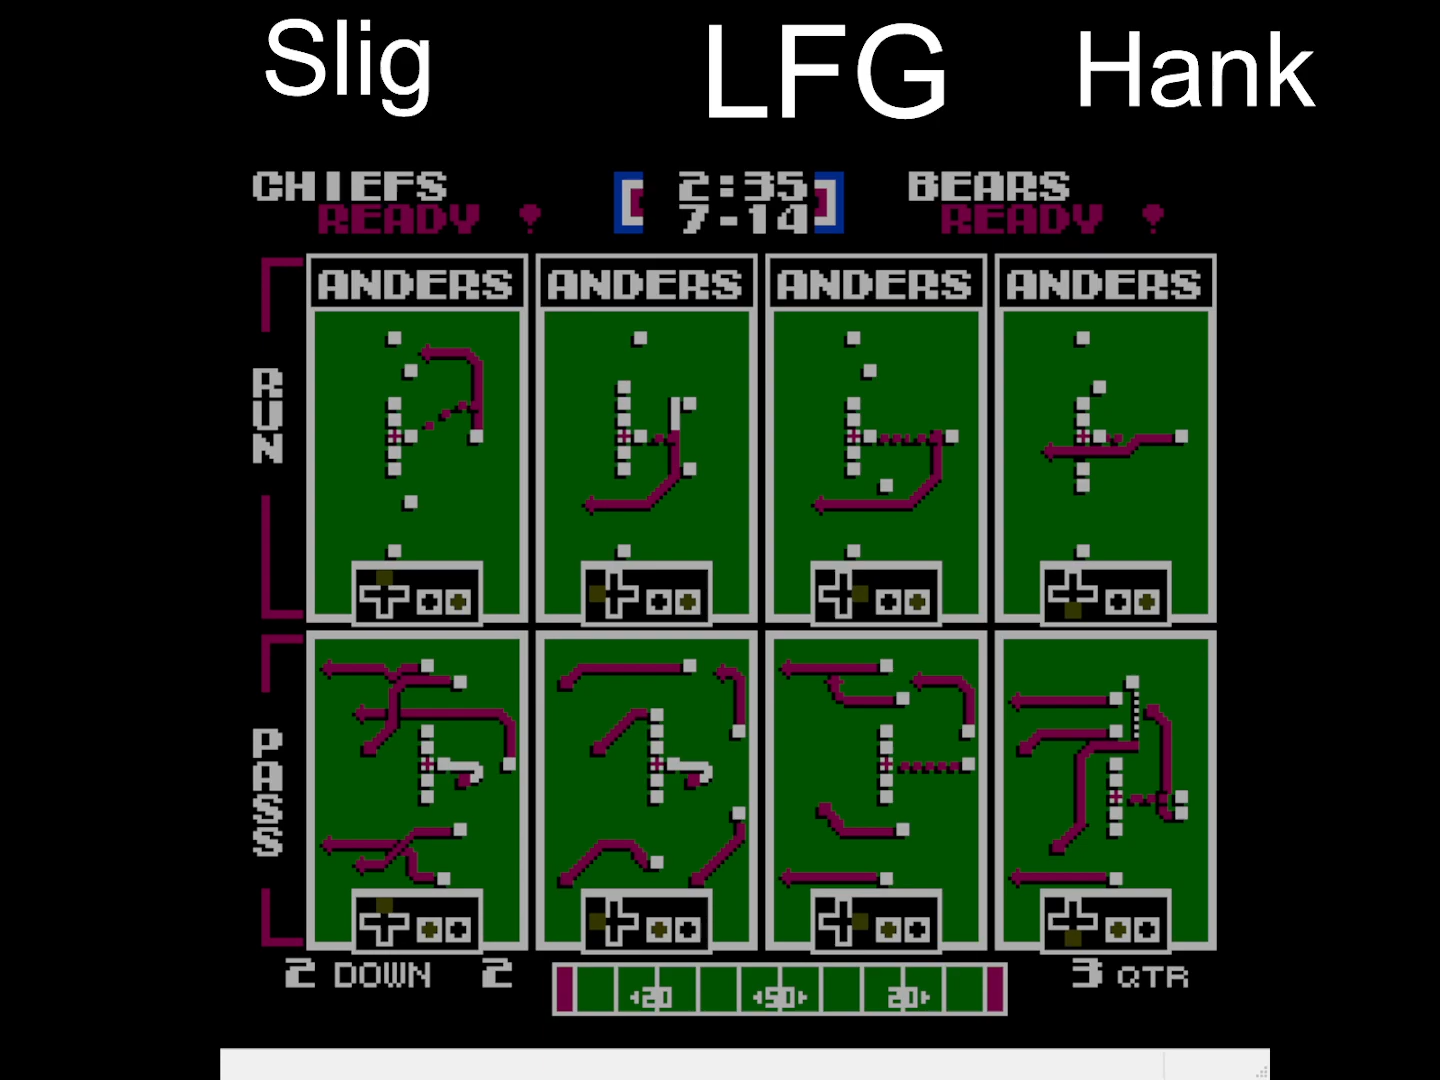 Slig LFG Hank
CHIEFS 2:35 BEARS
READY ! 7-14 READY !
ANDERS ANDERS ANDERS ANDERS
RUN
PASS
2 DOWN 2 3 QTR
20 50 20